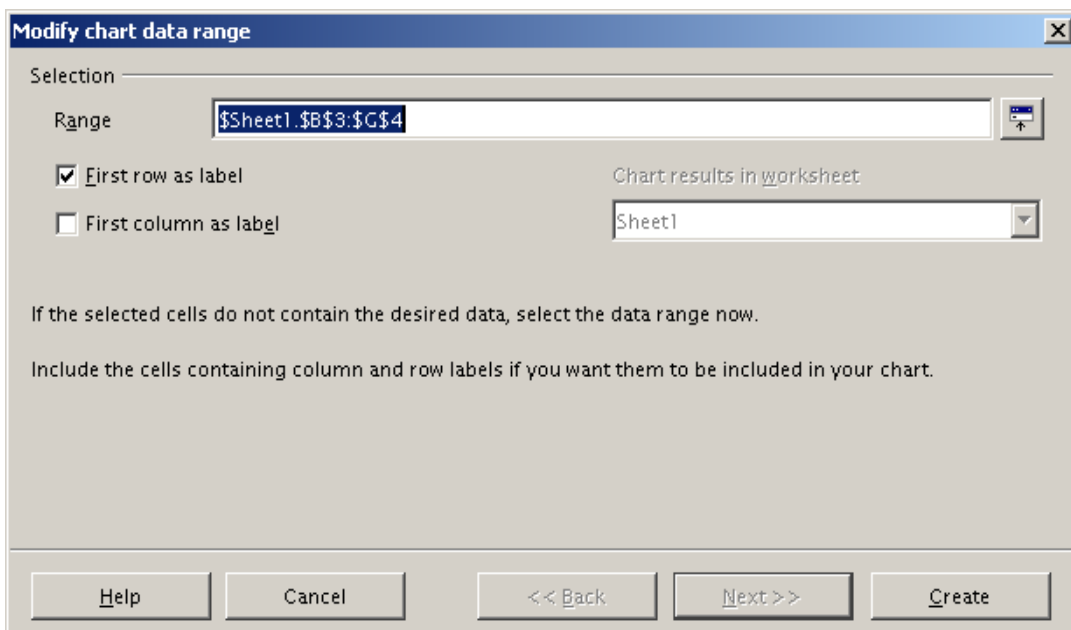 Modify chart data range
Selection
Range $Sheet1.$B$3:$G$4
First row as label Chart results in worksheet
First column as label Sheet1
If the selected cells do not contain the desired data, select the data range now.
Include the cells containing column and row labels if you want them to be included in your chart.
Help Cancel << Back Next >> Create